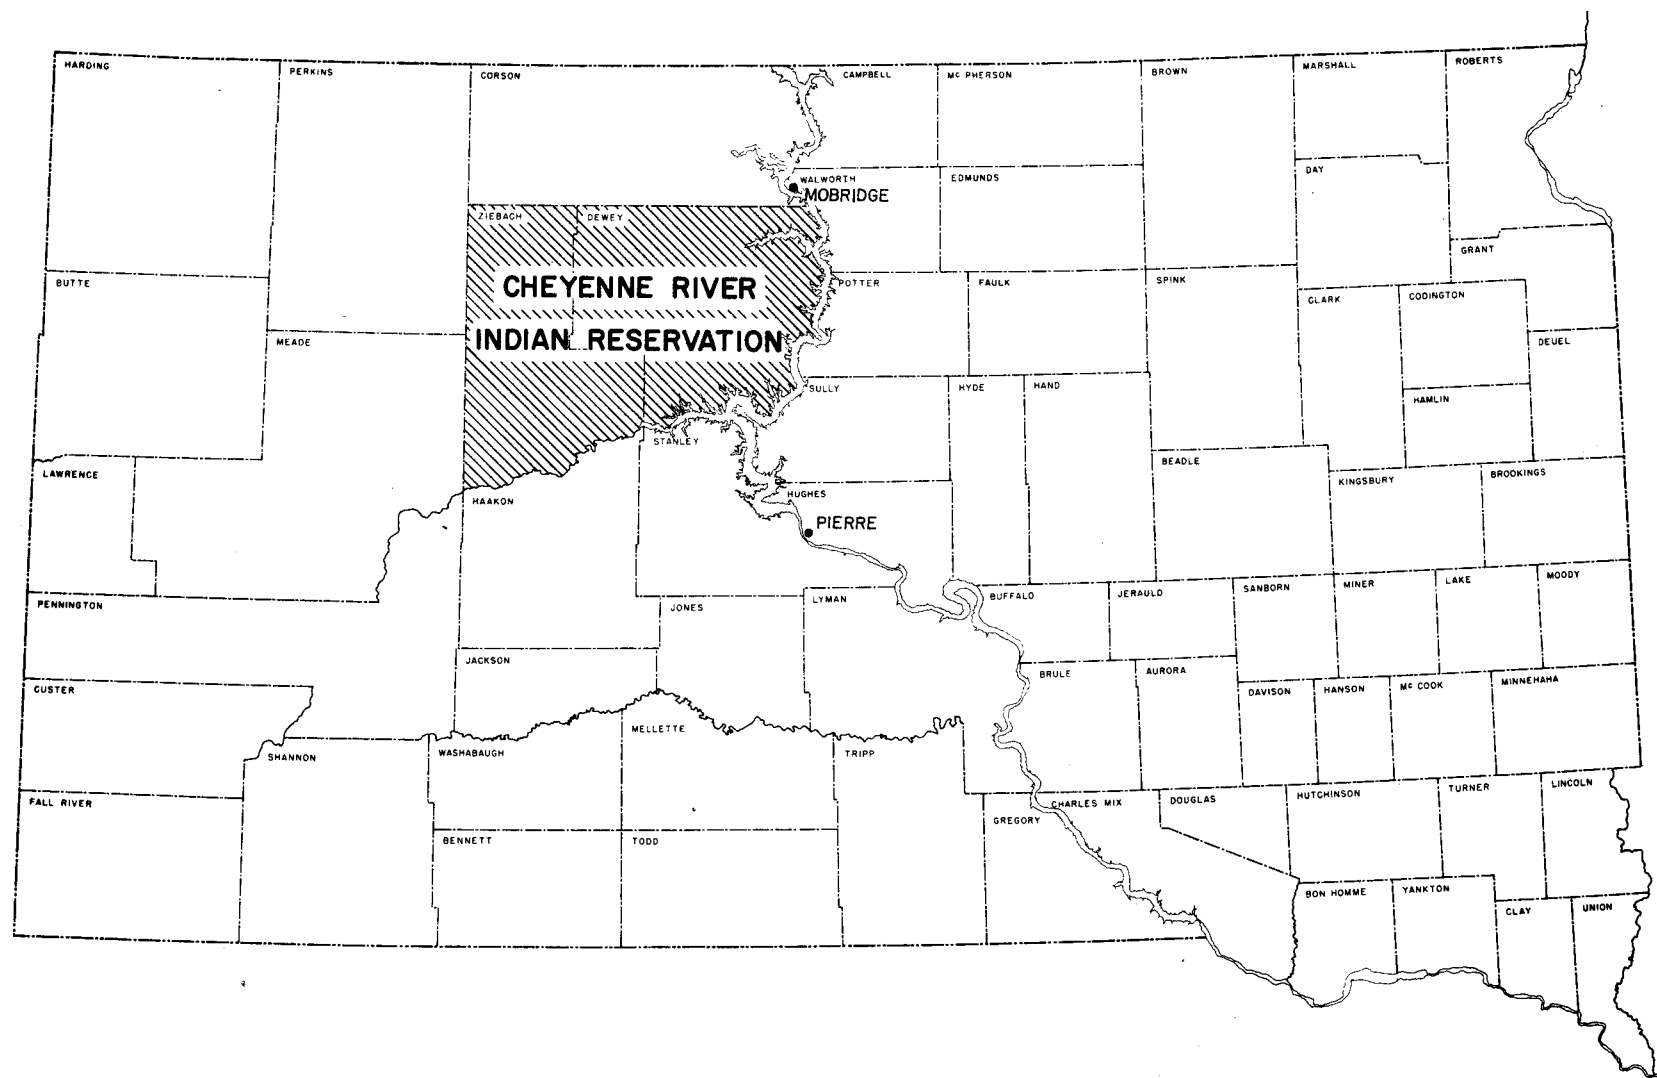 HARDING
PERKINS
CORSON
CAMPBELL
Mc PHERSON
BROWN
MARSHALL
ROBERTS
WALWORTH
MOBRIDGE
EDMUNDS
DAY
ZIEBACH
DEWEY
GRANT
BUTTE
CHEYENNE RIVER
INDIAN RESERVATION
POTTER
FAULK
SPINK
CLARK
CODINGTON
MEADE
DEUEL
SULLY
HYDE
HAND
HAMLIN
STANLEY
LAWRENCE
BEADLE
KINGSBURY
BROOKINGS
HAAKON
HUGHES
PIERRE
PENNINGTON
JONES
LYMAN
BUFFALO
JERAULD
SANBORN
MINER
LAKE
MOODY
JACKSON
CUSTER
BRULE
AURORA
DAVISON
HANSON
Mc COOK
MINNEHAHA
SHANNON
WASHABAUGH
MELLETTE
TRIPP
FALL RIVER
GREGORY
CHARLES MIX
DOUGLAS
HUTCHINSON
TURNER
LINCOLN
BENNETT
TODD
BON HOMME
YANKTON
CLAY
UNION